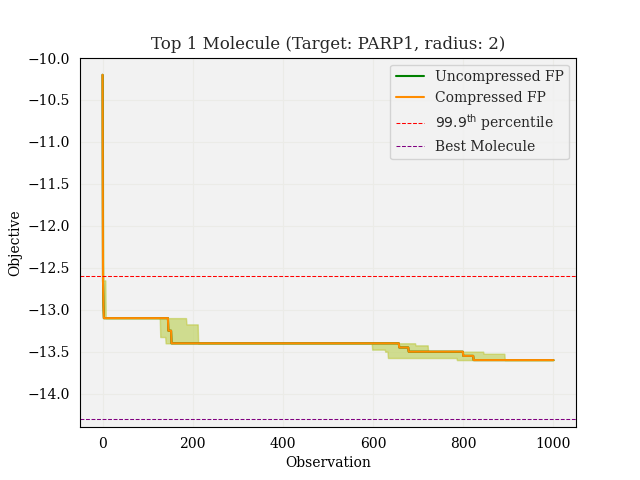 Top 1 Molecule (Target: PARP1, radius: 2)
Uncompressed FP
Compressed FP
99.9th percentile
Best Molecule
Objective
−10.0
−10.5
−11.0
−11.5
−12.0
−12.5
−13.0
−13.5
−14.0
0 200 400 600 800 1000
Observation